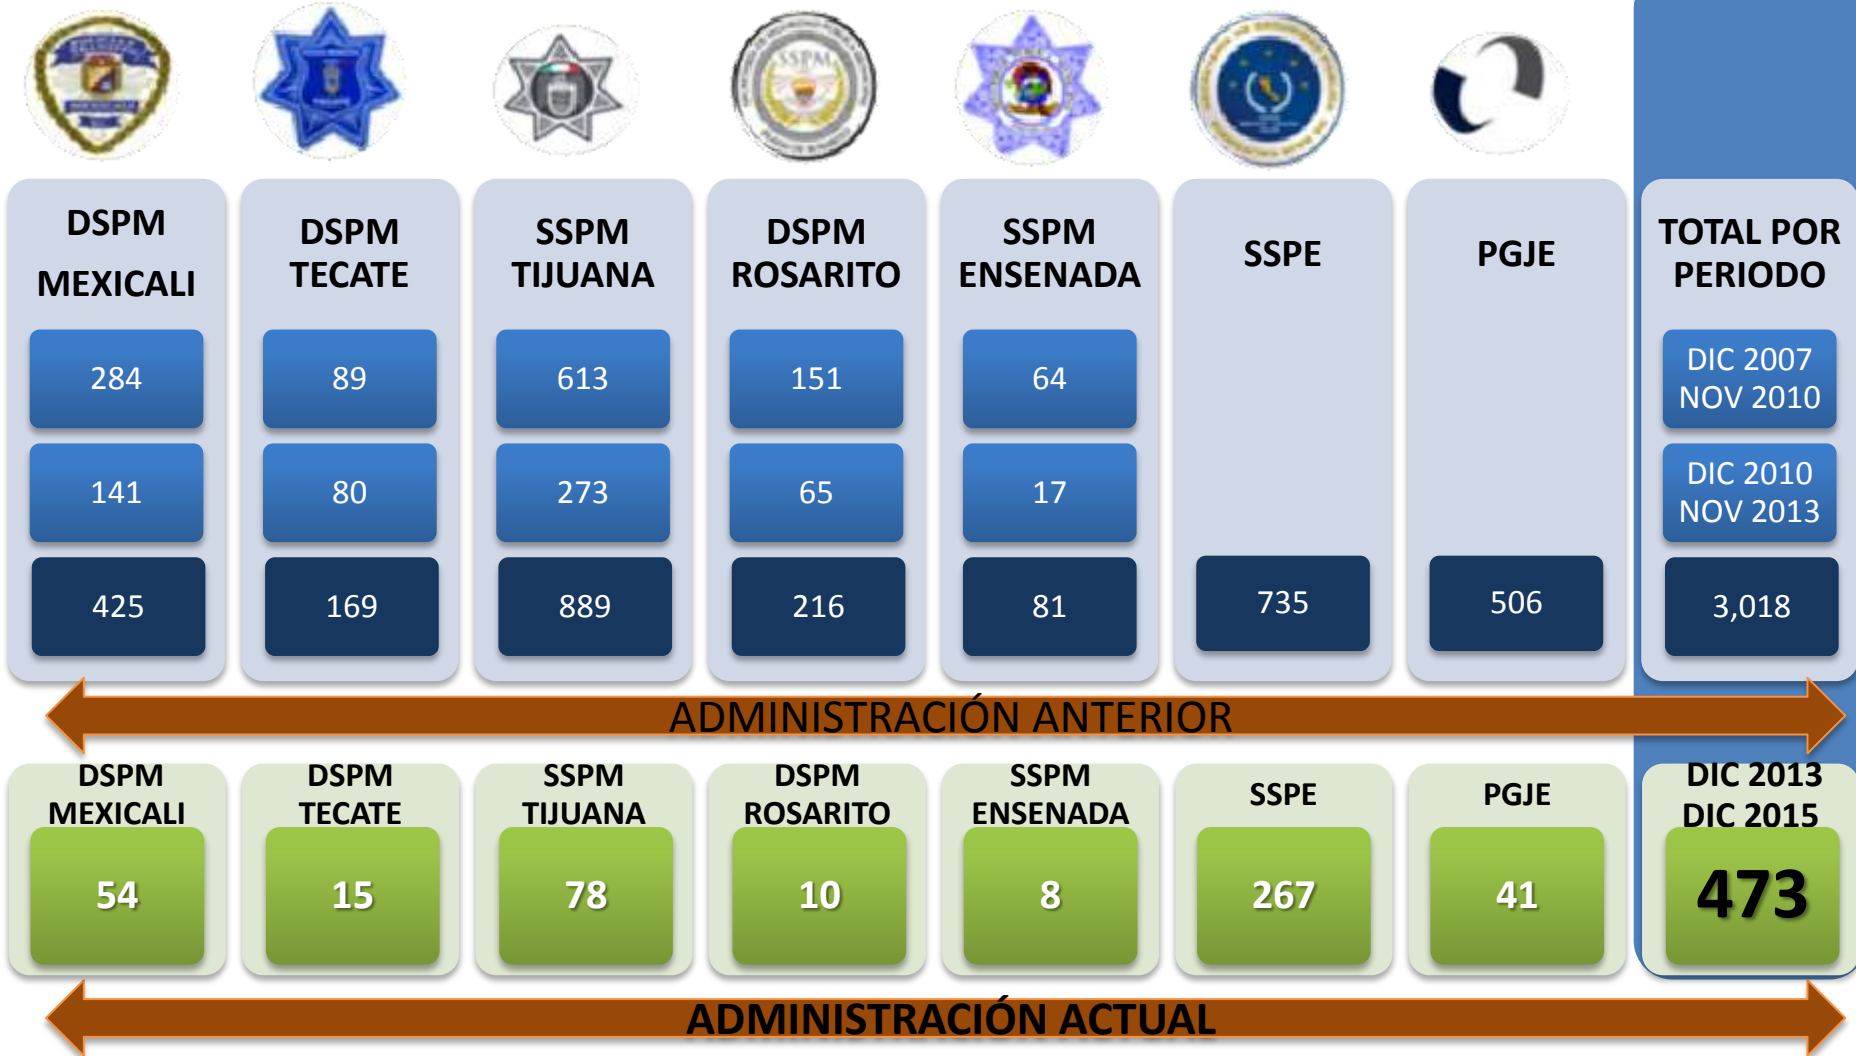 SSPM
DSPM
MEXICALI
DSPM
TECATE
SSPM
TIJUANA
DSPM
ROSARITO
SSPM
ENSENADA
SSPE
PGJE
TOTAL POR
PERIODO
284
89
613
151
64
DIC 2007
NOV 2010
141
80
273
65
17
DIC 2010
NOV 2013
425
169
889
216
81
735
506
3,018
ADMINISTRACIÓN ANTERIOR
DSPM
MEXICALI
DSPM
TECATE
SSPM
TIJUANA
DSPM
ROSARITO
SSPM
ENSENADA
SSPE
PGJE
DIC 2013
DIC 2015
54
15
78
10
8
267
41
473
ADMINISTRACIÓN ACTUAL